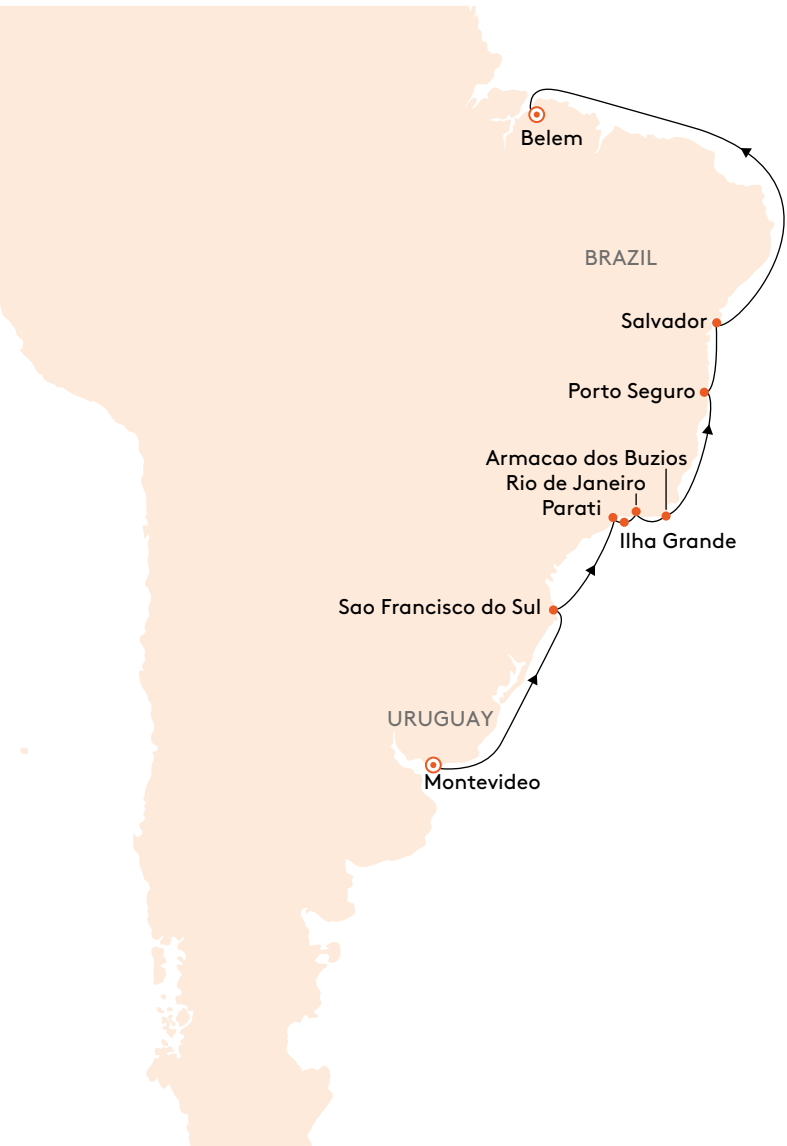 Belem
BRAZIL
Salvador
Porto Seguro
Armacao dos Buzios
Rio de Janeiro
Parati
Ilha Grande
Sao Francisco do Sul
URUGUAY
Montevideo